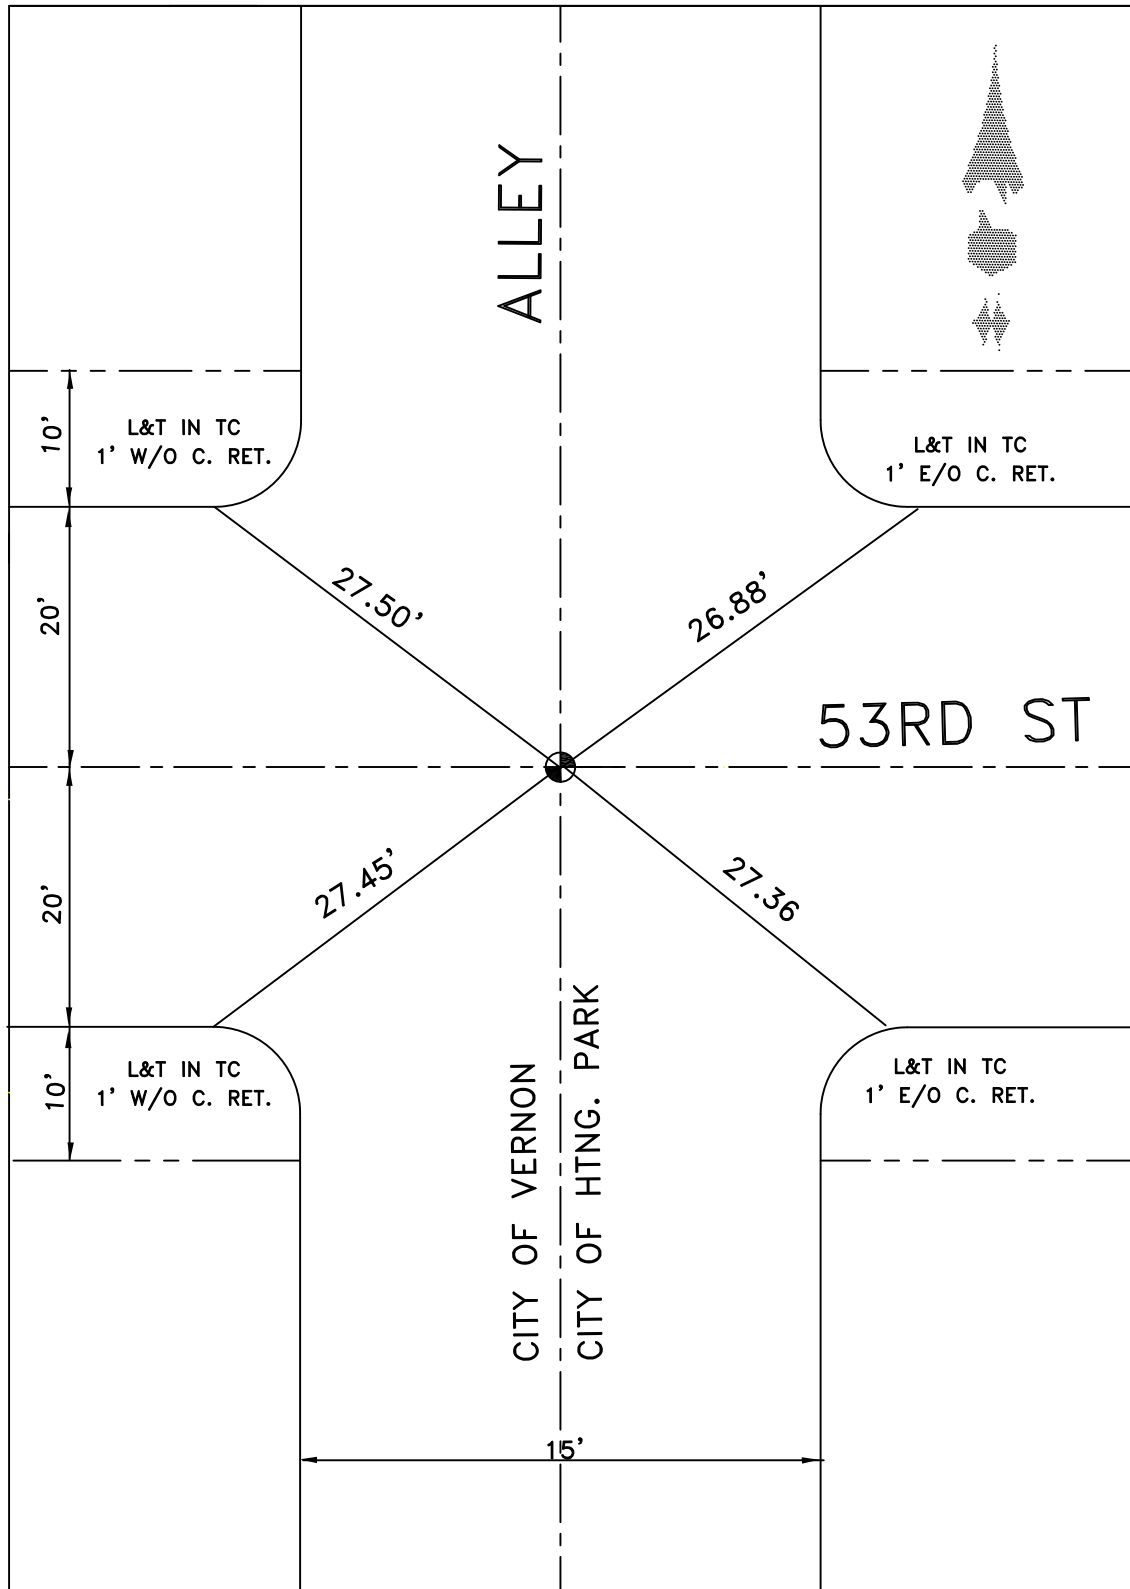 ALLEY
10'
L&T IN TC
1' W/O C. RET.
L&T IN TC
1' E/O C. RET.
20'
27.50'
26.88'
53RD ST
20'
27.45'
27.36
10'
L&T IN TC
1' W/O C. RET.
CITY OF VERNON
CITY OF HTNG. PARK
L&T IN TC
1' E/O C. RET.
15'